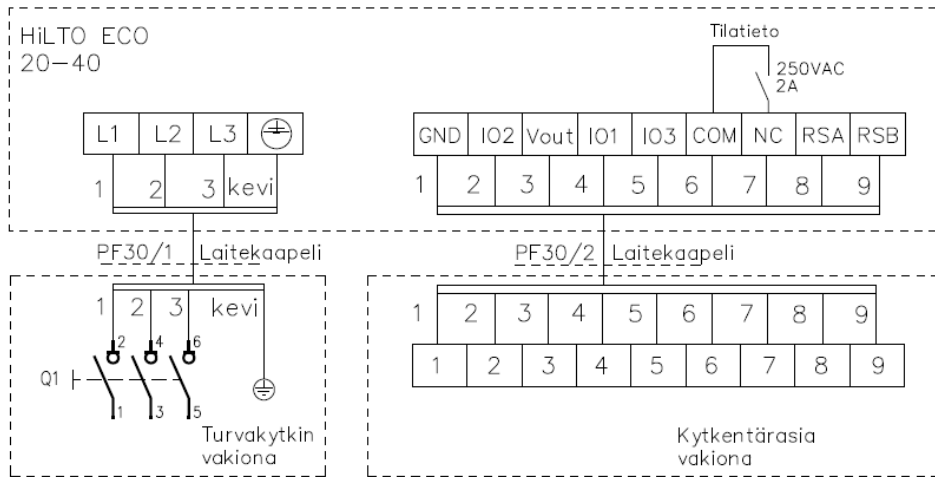 HiLTO ECO
20-40
Tilatieto
250VAC
2A
L1 L2 L3
GND IO2 Vout IO1 IO3 COM NC RSA RSB
1 2 3 kevi
1 2 3 4 5 6 7 8 9
PF30/1 Laitekaapeli
PF30/2 Laitekaapeli
1 2 3 kevi
1 2 3 4 5 6 7 8 9
2 4 6
1 2 3 4 5 6 7 8 9
Q1
1 3 5
Turvakytkin
vakiona
Kytkentärasia
vakiona